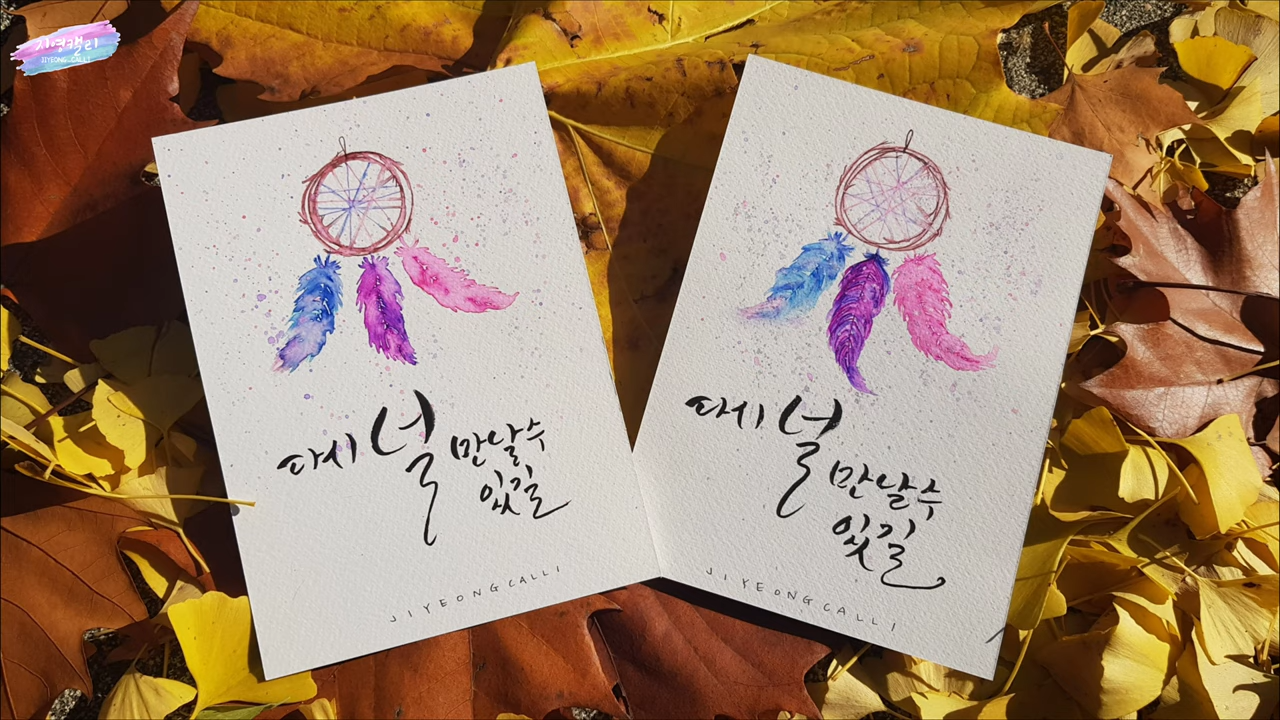 지영캘리
JIYEONG CALLI
다시 널 만날 수
있길
JIYEONGCALLI
다시 널
만날 수
있길
JIYEONGCALLI